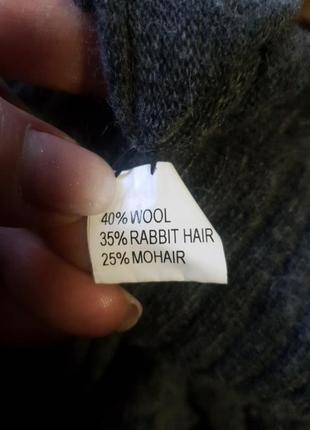 40% WOOL
35% RABBIT HAIR
25% MOHAIR